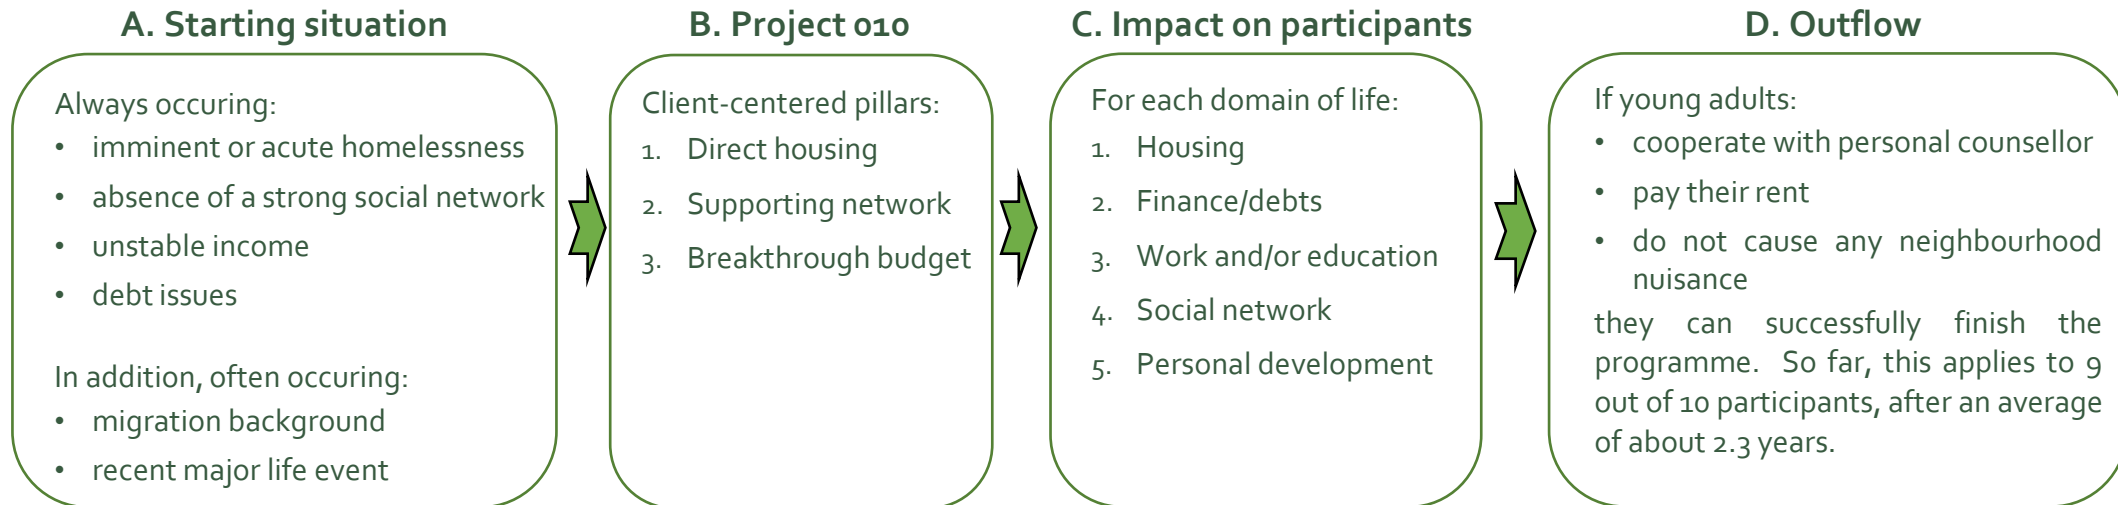 A. Starting situation
Always occuring:
• imminent or acute homelessness
• absence of a strong social network
• unstable income
• debt issues
In addition, often occuring:
• migration background
• recent major life event
B. Project 010
Client-centered pillars:
1. Direct housing
2. Supporting network
3. Breakthrough budget
C. Impact on participants
For each domain of life:
1. Housing
2. Finance/debts
3. Work and/or education
4. Social network
5. Personal development
D. Outflow
If young adults:
• cooperate with personal counsellor
• pay their rent
• do not cause any neighbourhood
nuisance
they can successfully finish the
programme. So far, this applies to 9
out of 10 participants, after an average
of about 2.3 years.